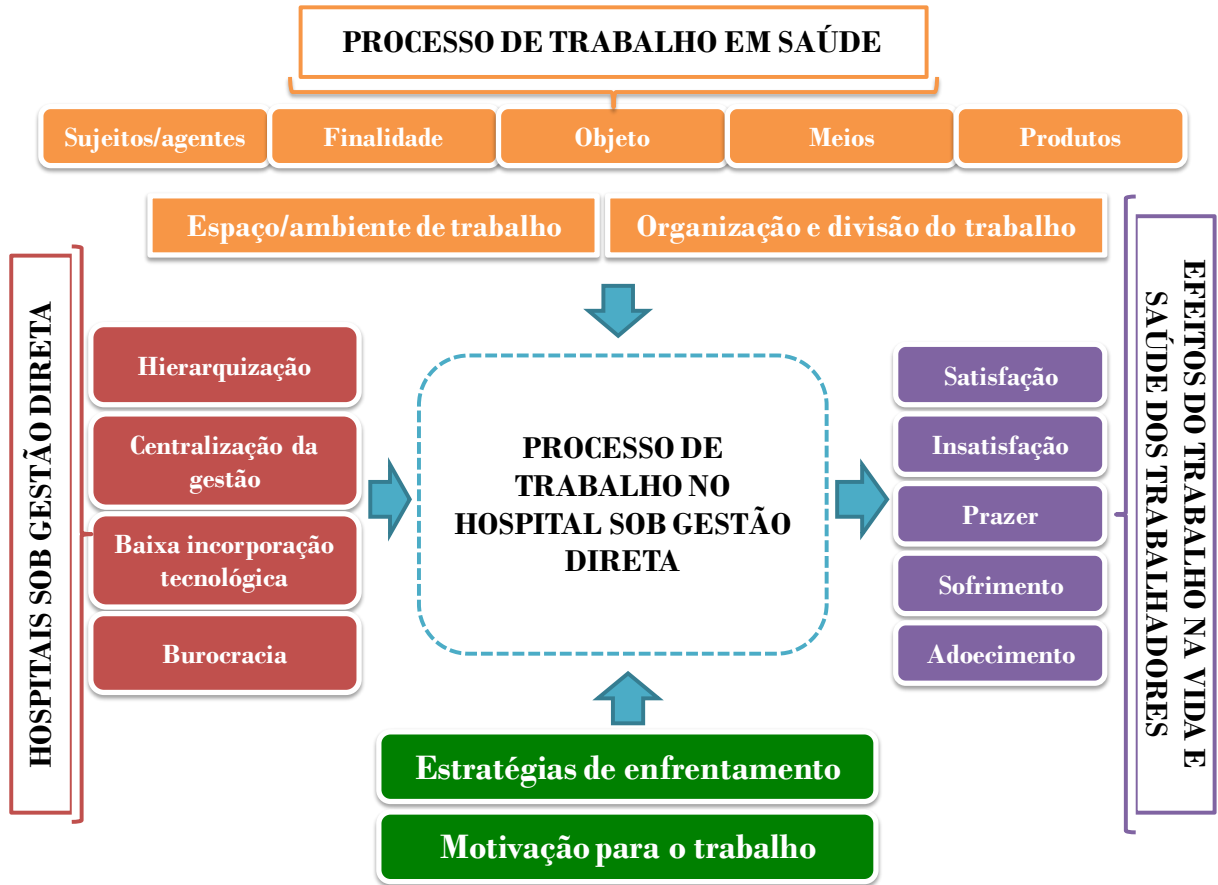 PROCESSO DE TRABALHO EM SAÚDE
Sujeitos/agentes
Finalidade
Objeto
Meios
Produtos
Espaço/ambiente de trabalho
Organização e divisão do trabalho
HOSPITAIS SOB GESTÃO DIRETA
Hierarquização
Centralização da
gestão
Baixa incorporação
tecnológica
Burocracia
PROCESSO DE
TRABALHO NO
HOSPITAL SOB GESTÃO
DIRETA
Satisfação
Insatisfação
Prazer
Sofrimento
Adoecimento
EFEITOS DO TRABALHO NA VIDA E
SAÚDE DOS TRABALHADORES
Estratégias de enfrentamento
Motivação para o trabalho